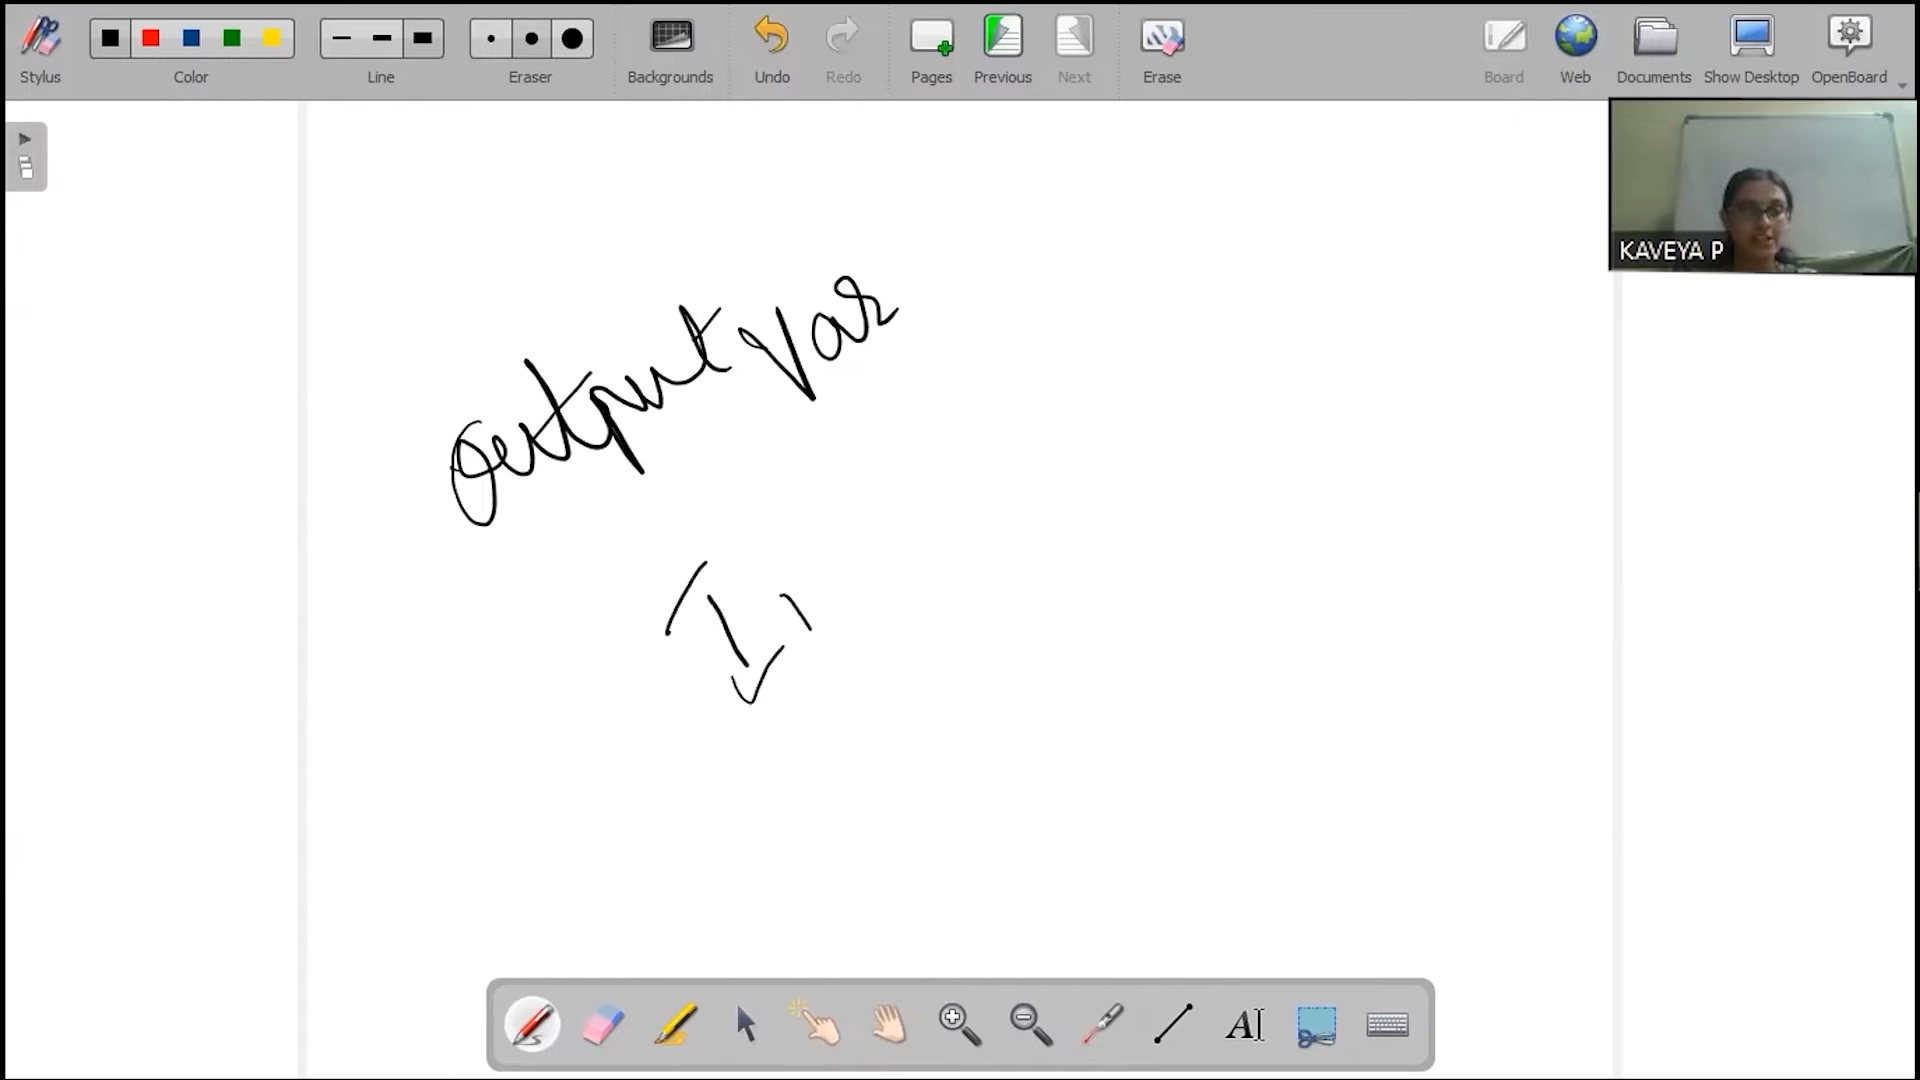 Stylus Color Line Eraser Backgrounds Undo Redo Pages Previous Next Erase Board Web Documents Show Desktop OpenBoard
KAVEYA P
output var
I